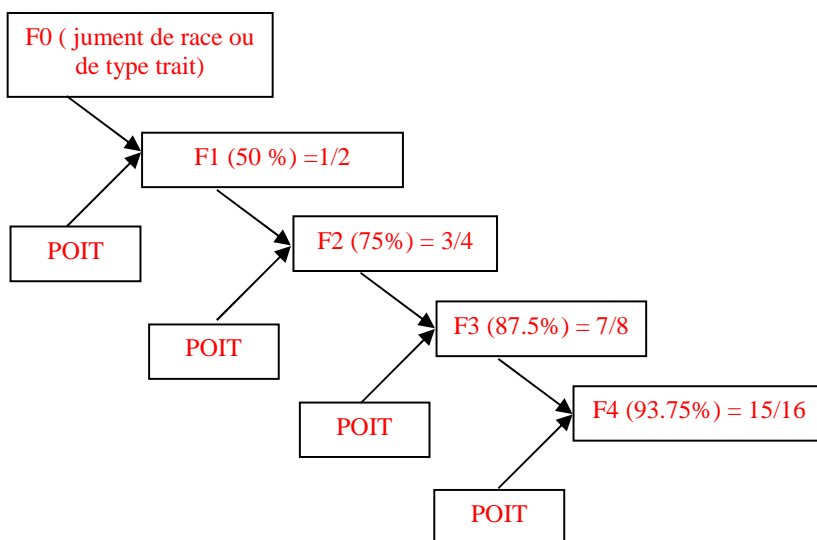 F0 ( jument de race ou
de type trait)
F1 (50 %) =1/2
POIT
F2 (75%) = 3/4
POIT
F3 (87.5%) = 7/8
POIT
F4 (93.75%) = 15/16
POIT